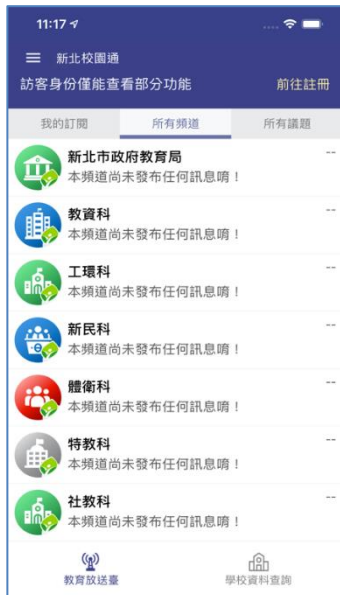 11:17
新北校園通
訪客身份僅能查看部分功能 前往註冊
我的訂閱 所有頻道 所有議題
新北市政府教育局 --
本頻道尚未發布任何訊息唷！
教資科 --
本頻道尚未發布任何訊息唷！
工環科 --
本頻道尚未發布任何訊息唷！
新民科 --
本頻道尚未發布任何訊息唷！
體衛科 --
本頻道尚未發布任何訊息唷！
特教科 --
本頻道尚未發布任何訊息唷！
社教科 --
本頻道尚未發布任何訊息唷！
教育放送臺 學校資料查詢